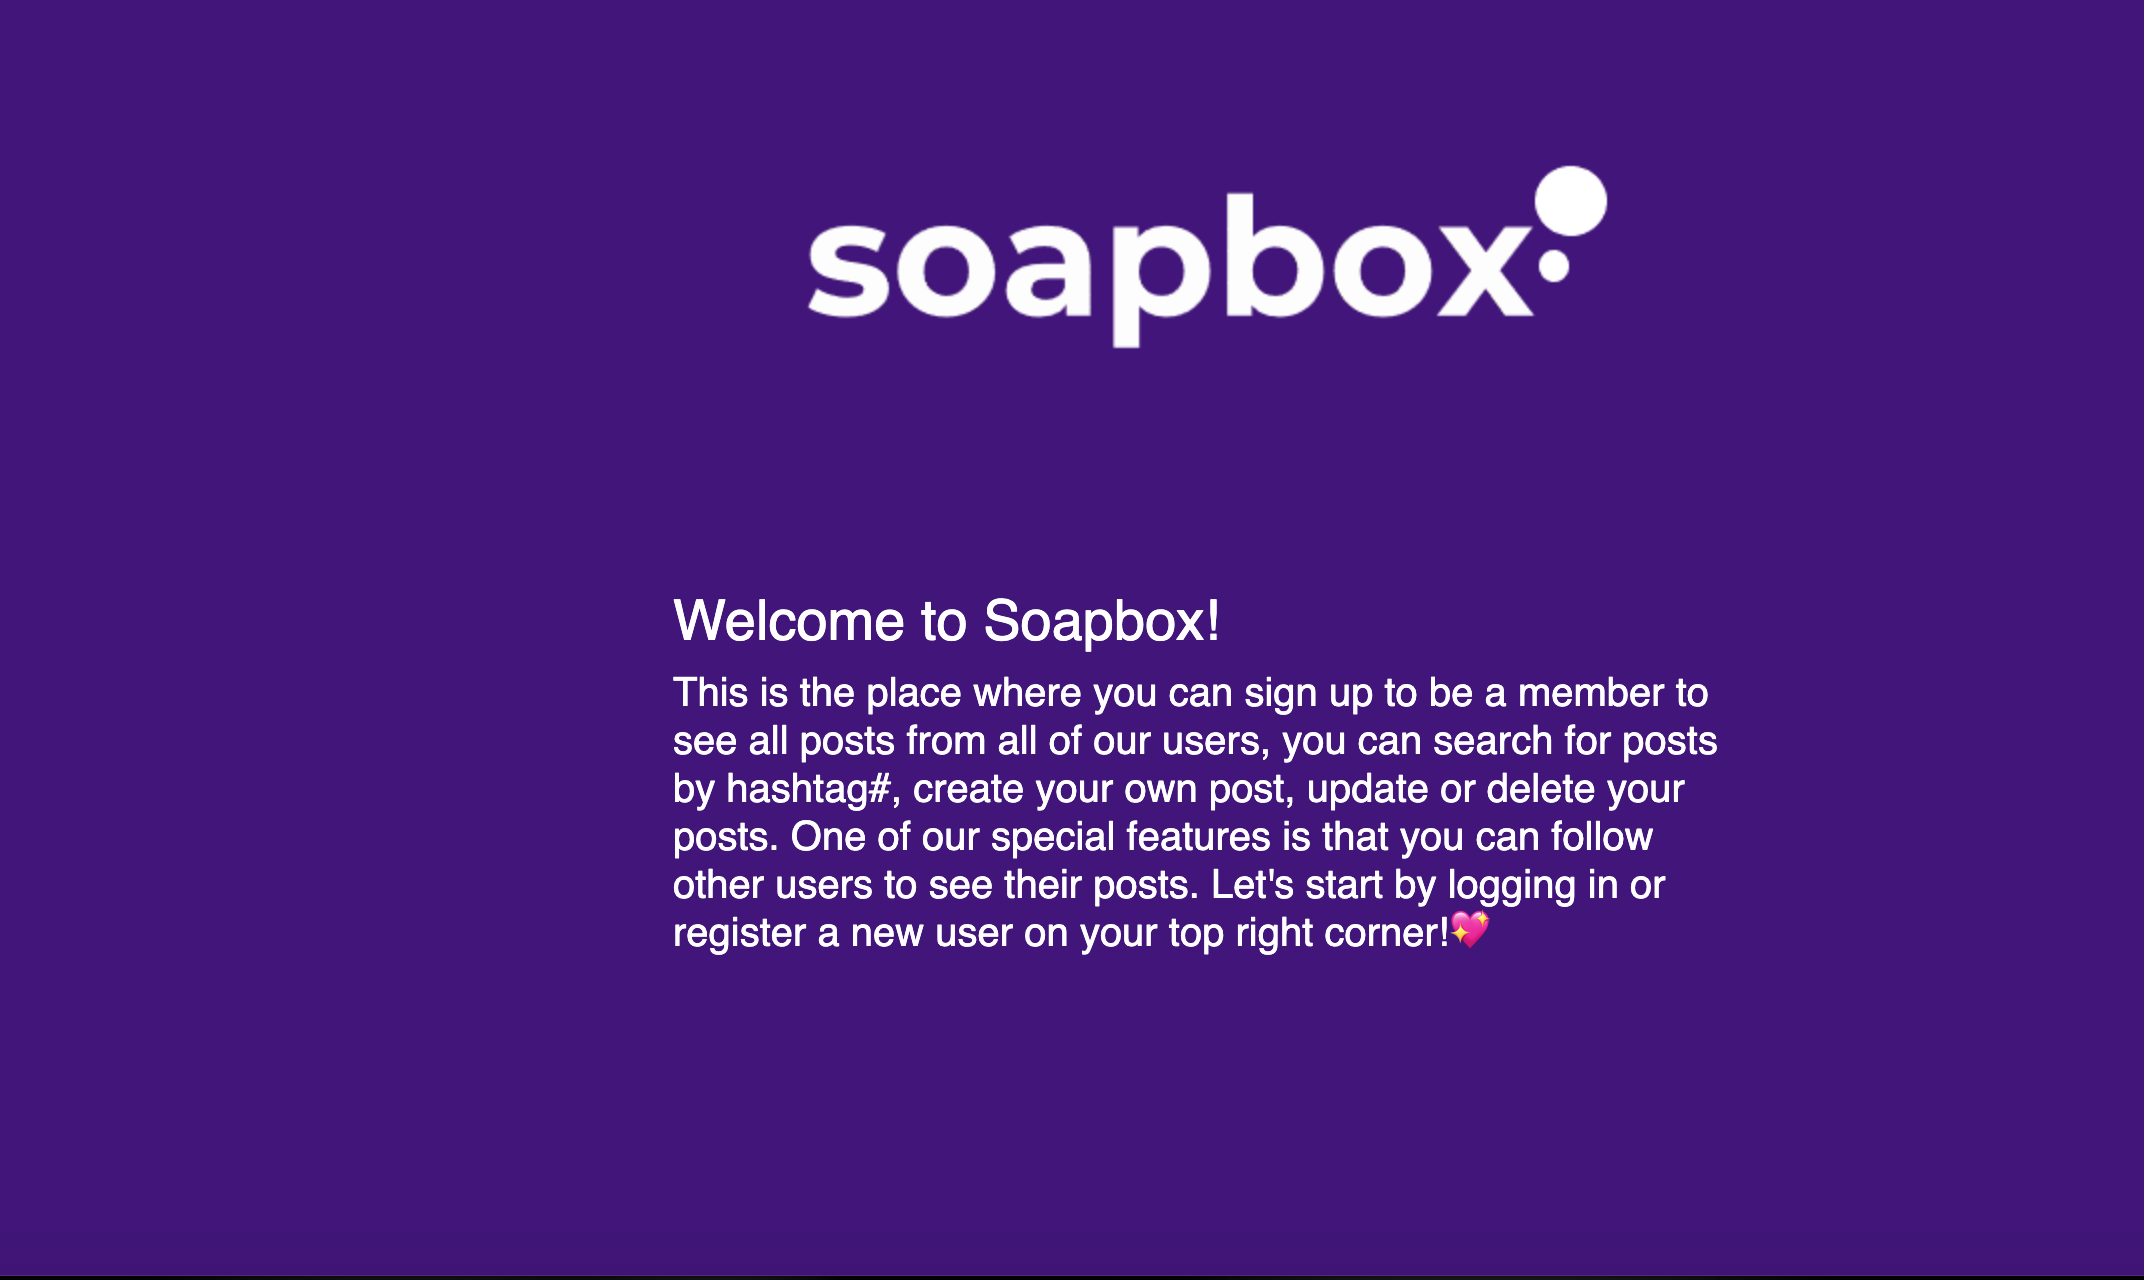 soapbox
Welcome to Soapbox!
This is the place where you can sign up to be a member to
see all posts from all of our users, you can search for posts
by hashtag#, create your own post, update or delete your
posts. One of our special features is that you can follow
other users to see their posts. Let's start by logging in or
register a new user on your top right corner!💖